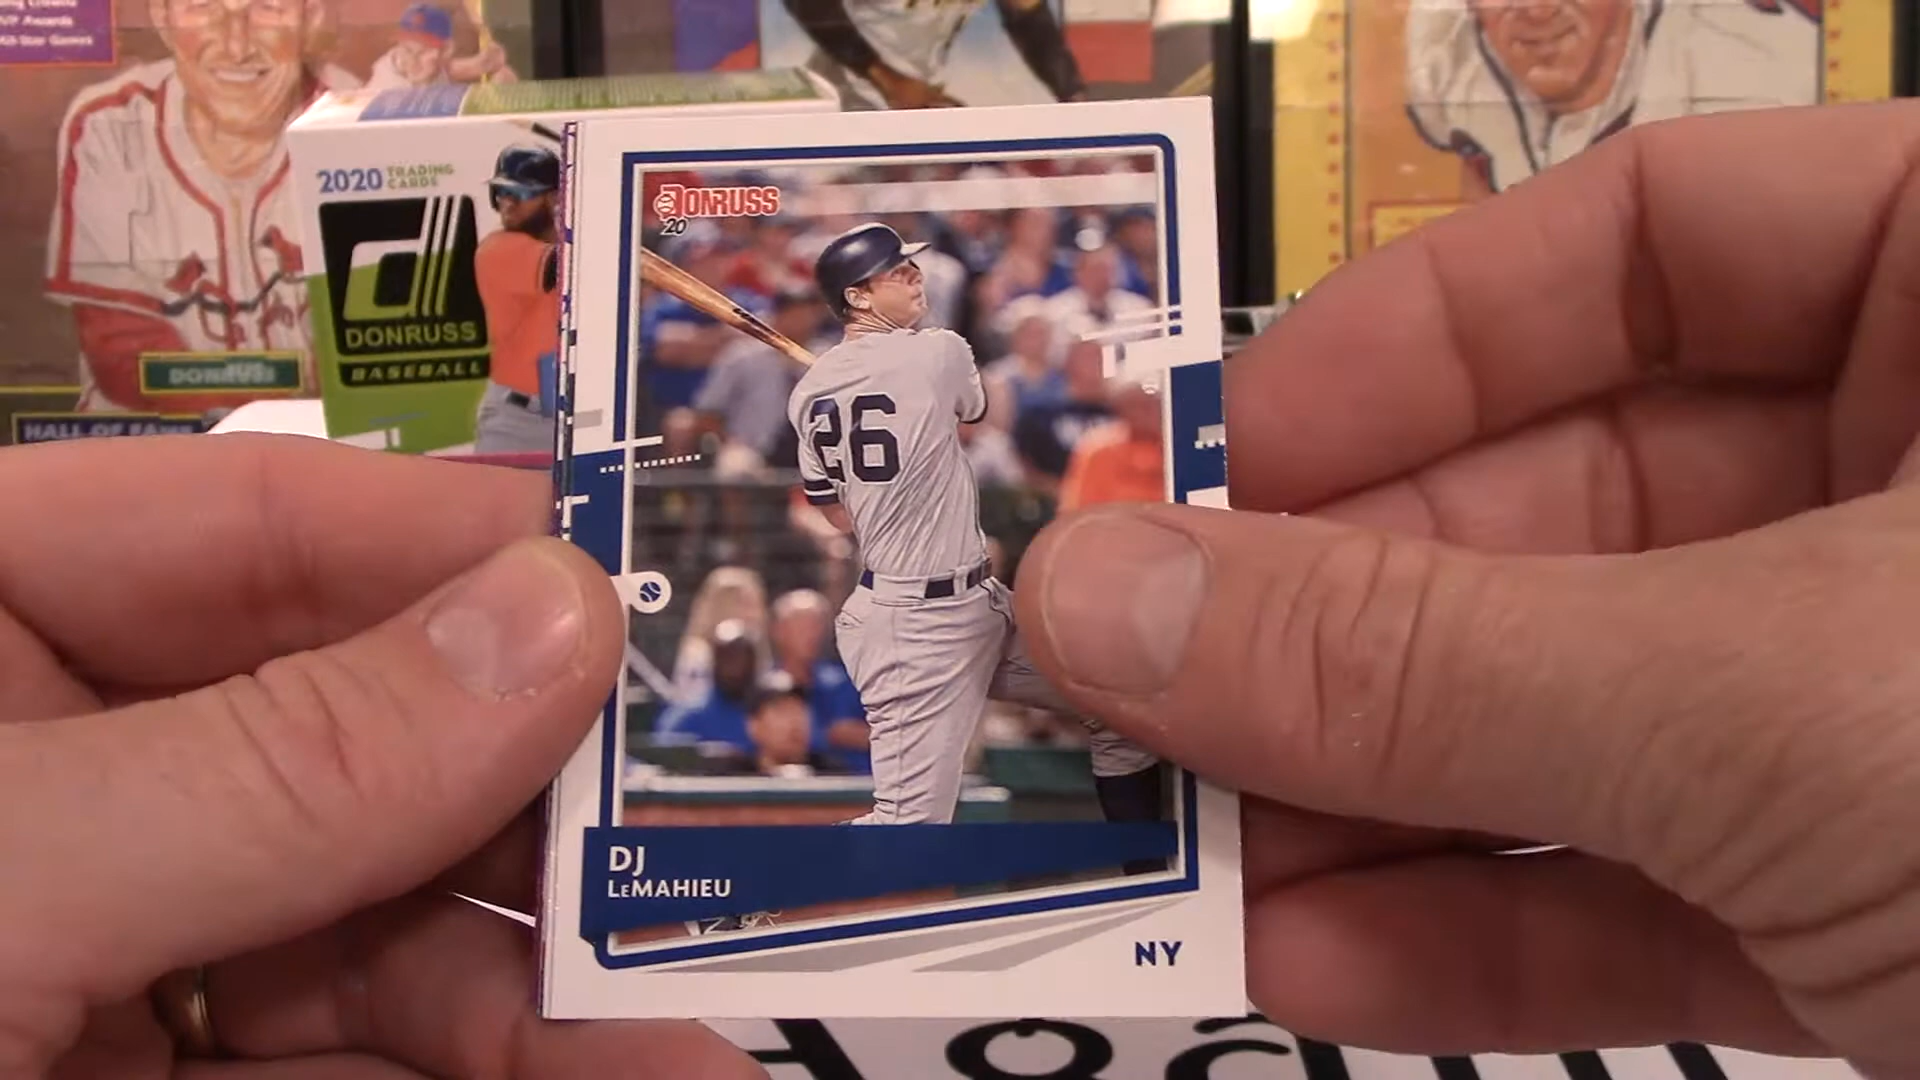 MVP Awards
All-Star Games
2020 TRADING
CARDS
DONRUSS
BASEBALL
DONRUSS
HALL OF FAME
DONRUSS
20
26
DJ
LEMAHIEU
NY